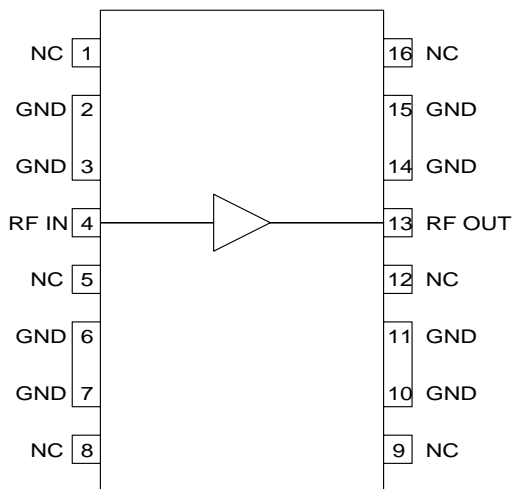 NC 1 16 NC
GND 2 15 GND
GND 3 14 GND
RF IN 4 13 RF OUT
NC 5 12 NC
GND 6 11 GND
GND 7 10 GND
NC 8 9 NC